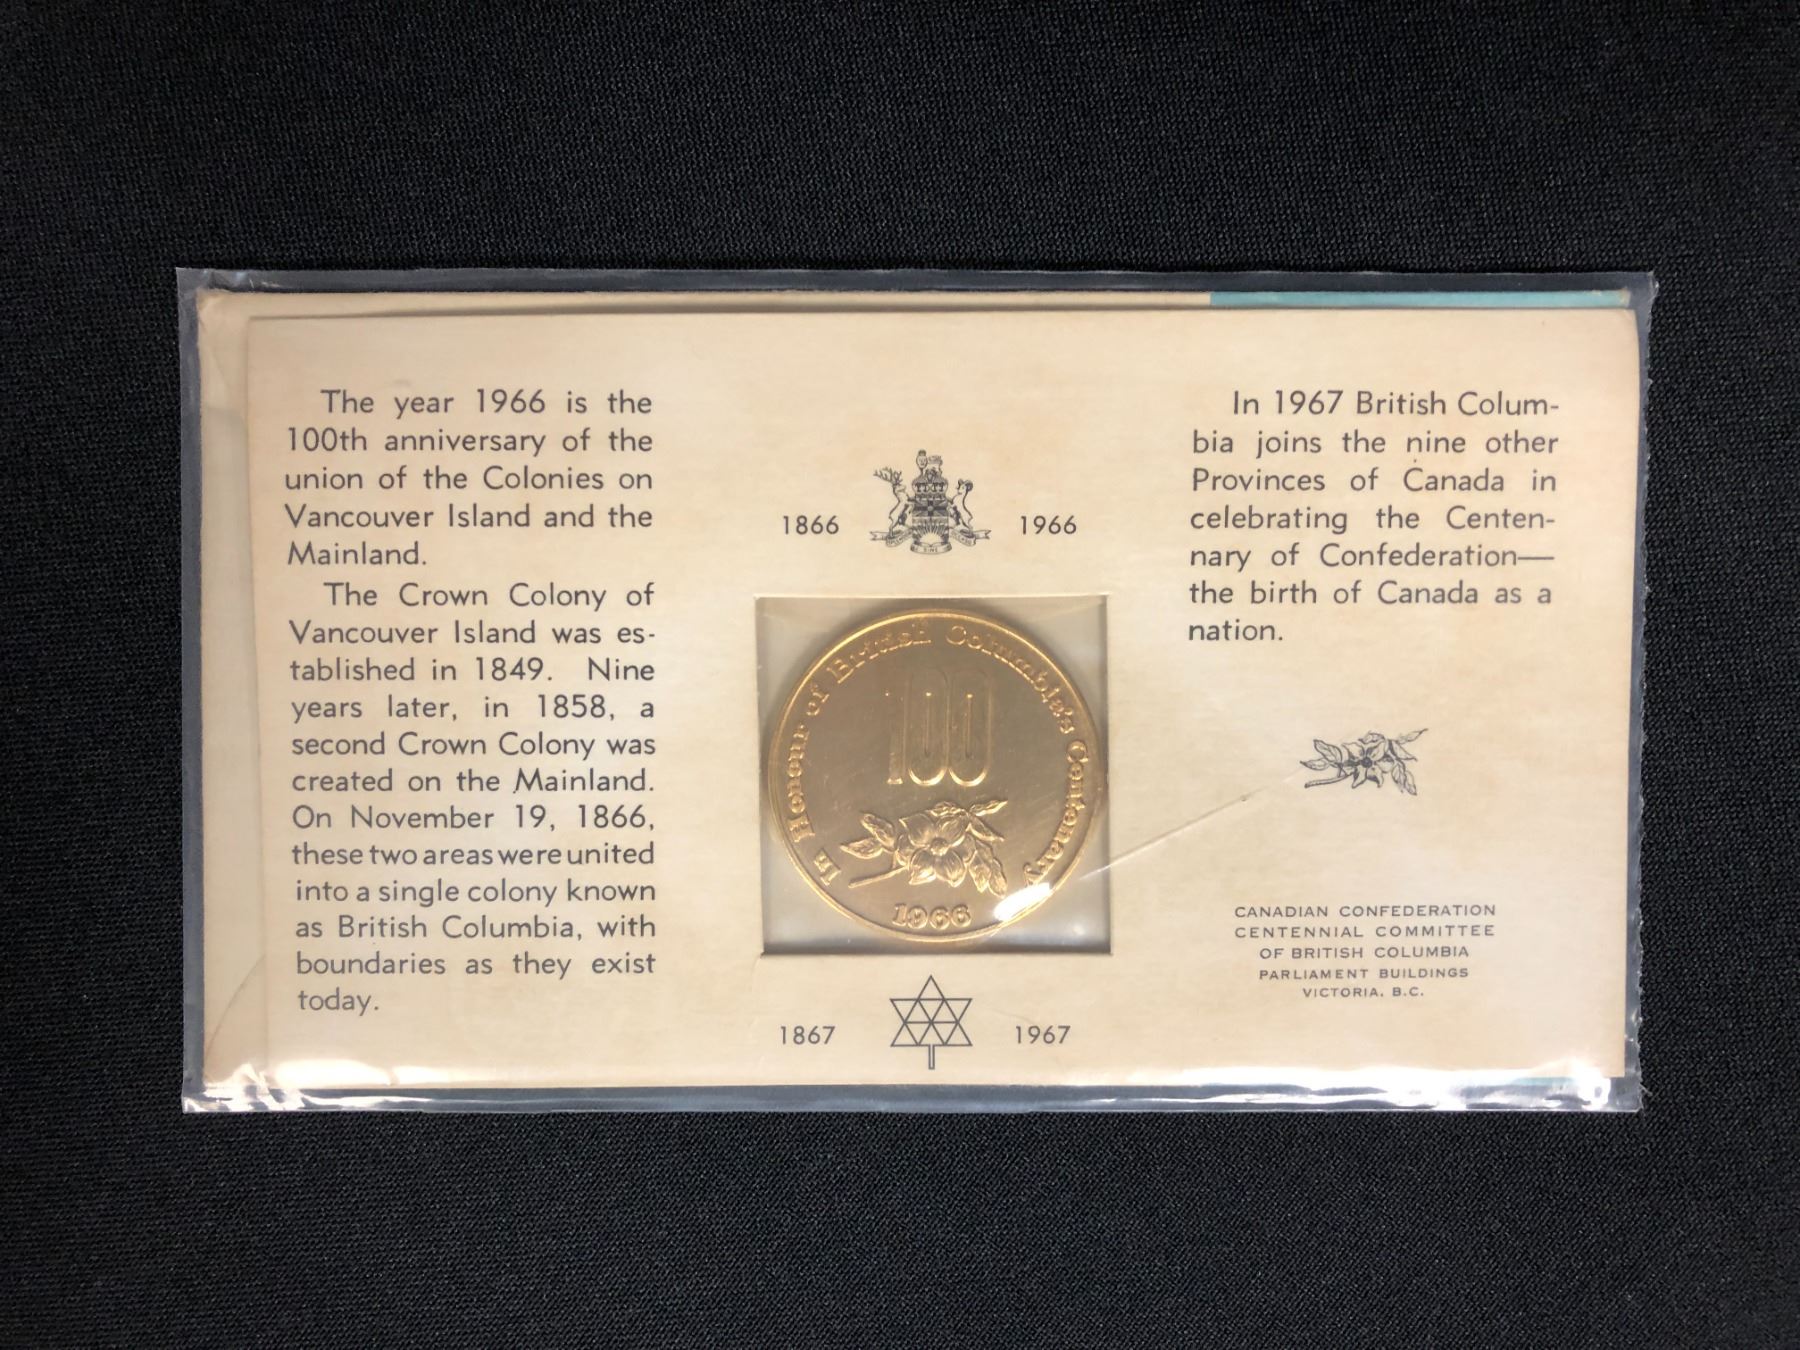 The year 1966 is the
100th anniversary of the
union of the Colonies on
Vancouver Island and the
Mainland.
The Crown Colony of
Vancouver Island was es-
tablished in 1849. Nine
years later, in 1858, a
second Crown Colony was
created on the Mainland.
On November 19, 1866,
these two areas were united
into a single colony known
as British Columbia, with
boundaries as they exist
today.
1866 1966
In Honour of British Columbia's Centenary
100
1966
1867 1967
In 1967 British Colum-
bia joins the nine other
Provinces of Canada in
celebrating the Centen-
nary of Confederation—
the birth of Canada as a
nation.
CANADIAN CONFEDERATION
CENTENNIAL COMMITTEE
OF BRITISH COLUMBIA
PARLIAMENT BUILDINGS
VICTORIA, B.C.